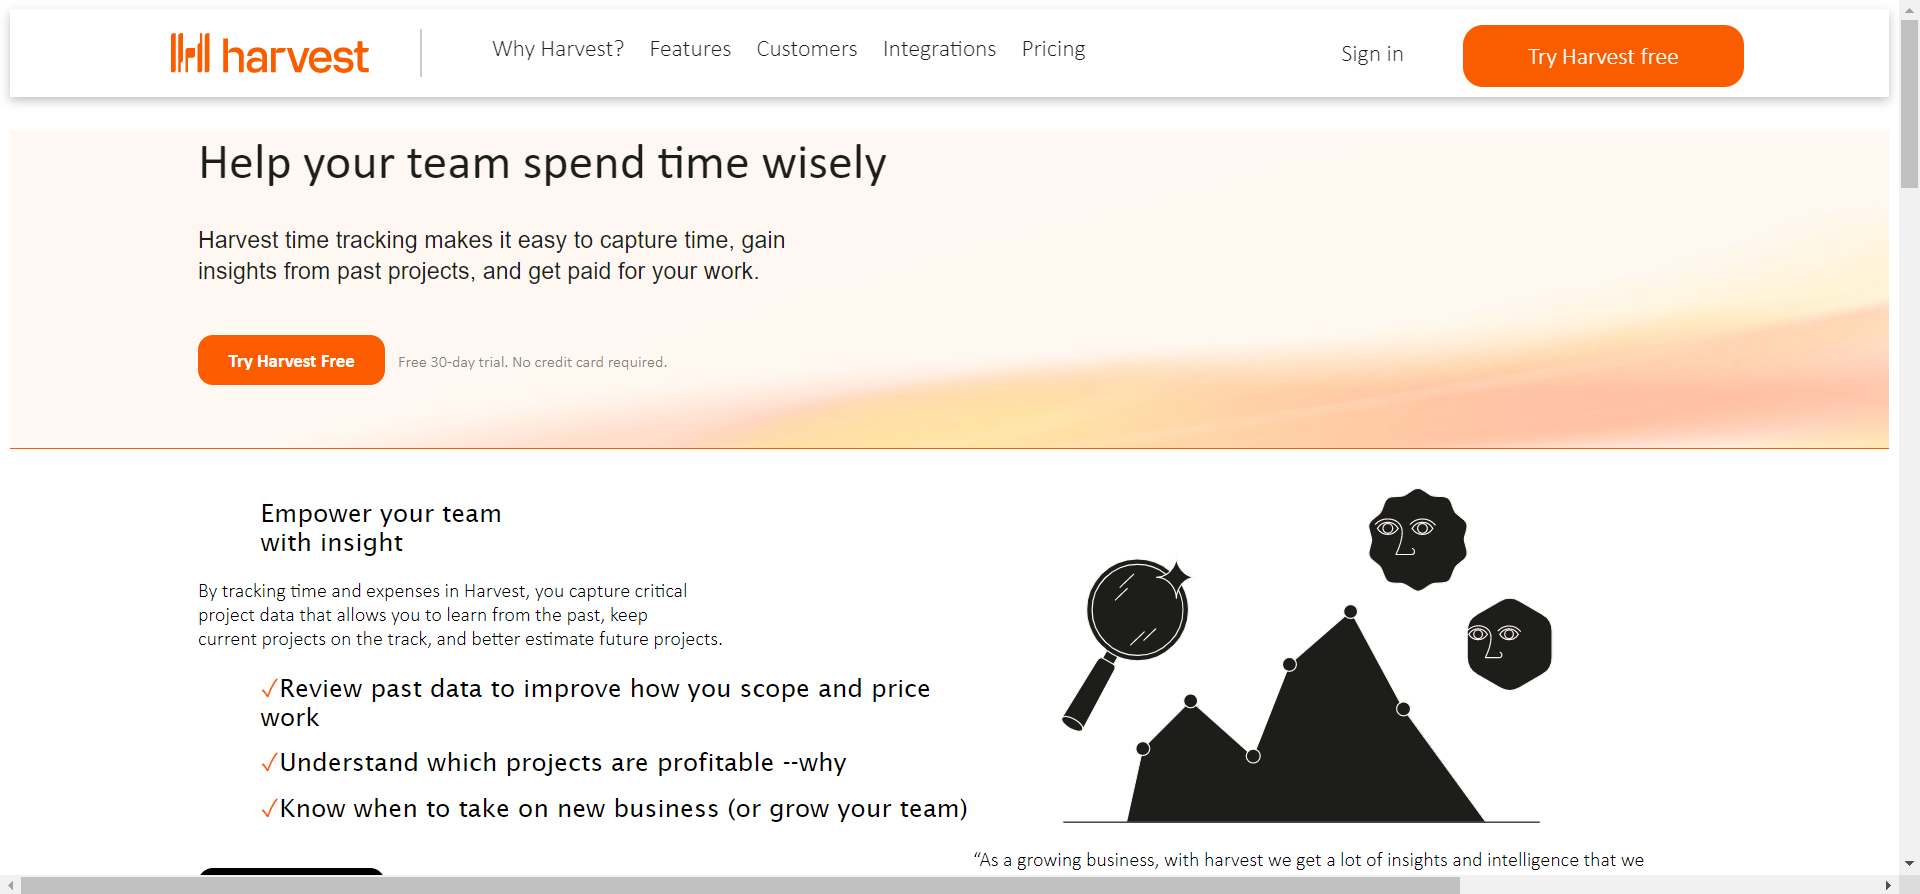 harvest
Why Harvest? Features Customers Integrations Pricing
Sign in
Try Harvest free
Help your team spend time wisely
Harvest time tracking makes it easy to capture time, gain
insights from past projects, and get paid for your work.
Try Harvest Free
Free 30-day trial. No credit card required.
Empower your team
with insight
By tracking time and expenses in Harvest, you capture critical
project data that allows you to learn from the past, keep
current projects on the track, and better estimate future projects.
✓Review past data to improve how you scope and price
work
✓Understand which projects are profitable --why
✓Know when to take on new business (or grow your team)
“As a growing business, with harvest we get a lot of insights and intelligence that we